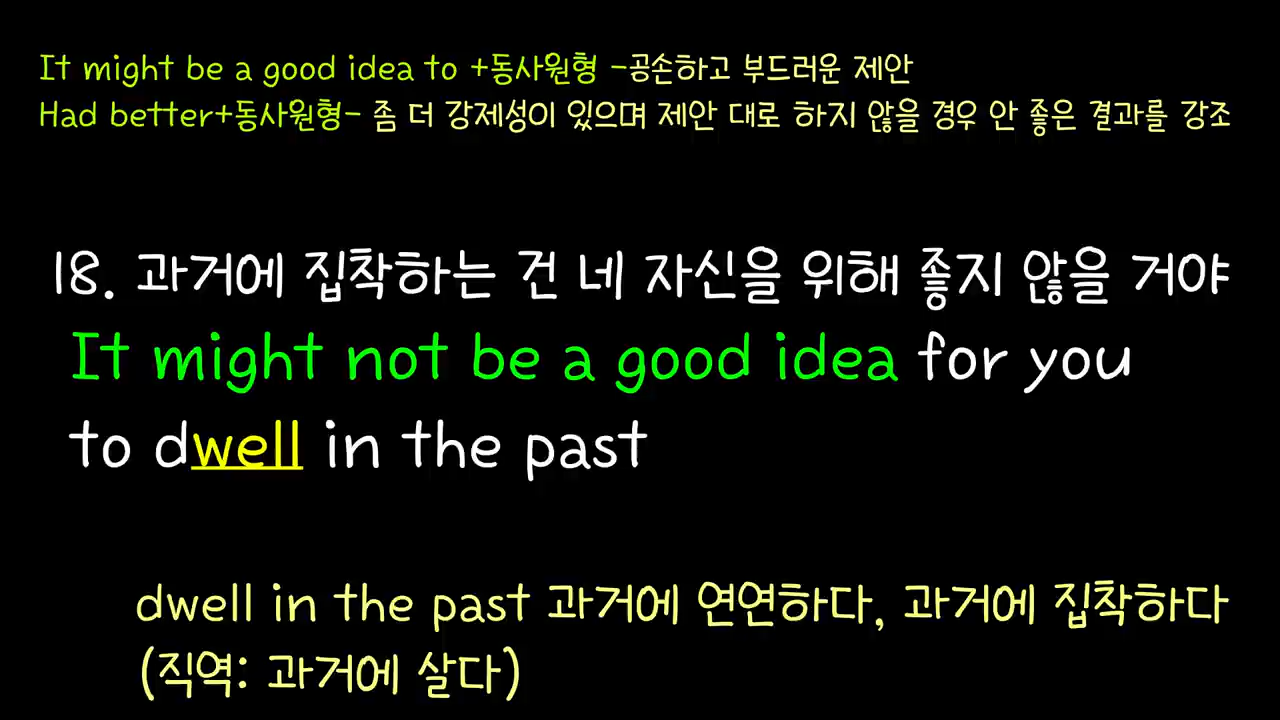 It might be a good idea to +동사원형 -공손하고 부드러운 제안
Had better+동사원형- 좀 더 강제성이 있으며 제안 대로 하지 않을 경우 안 좋은 결과를 강조
18. 과거에 집착하는 건 네 자신을 위해 좋지 않을 거야
It might not be a good idea for you
to dwell in the past
dwell in the past 과거에 연연하다, 과거에 집착하다
(직역: 과거에 살다)